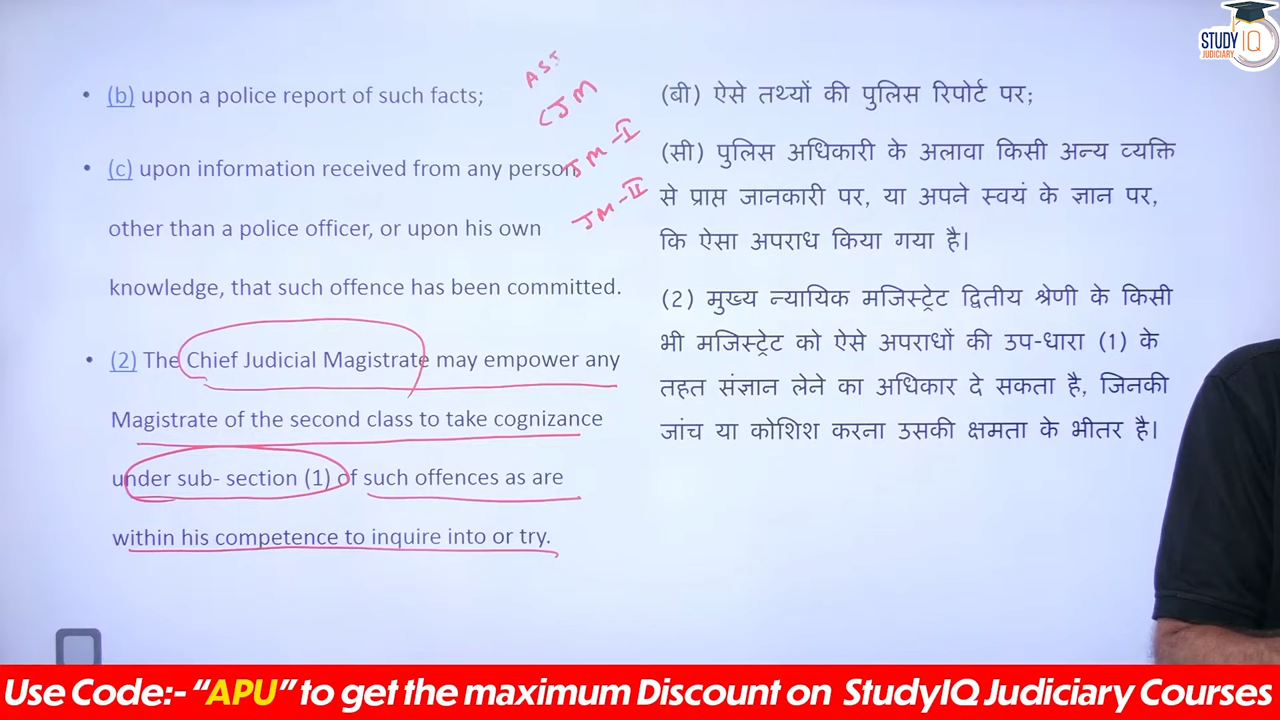 STUDY IQ
JUDICIARY
A S J
CJM
JM-I
JM-II
• (b) upon a police report of such facts;
• (c) upon information received from any person
other than a police officer, or upon his own
knowledge, that such offence has been committed.
• (2) The Chief Judicial Magistrate may empower any
Magistrate of the second class to take cognizance
under sub- section (1) of such offences as are
within his competence to inquire into or try.
(बी) ऐसे तथ्यों की पुलिस रिपोर्ट पर;
(सी) पुलिस अधिकारी के अलावा किसी अन्य व्यक्ति
से प्राप्त जानकारी पर, या अपने स्वयं के ज्ञान पर,
कि ऐसा अपराध किया गया है।
(2) मुख्य न्यायिक मजिस्ट्रेट द्वितीय श्रेणी के किसी
भी मजिस्ट्रेट को ऐसे अपराधों की उप-धारा (1) के
तहत संज्ञान लेने का अधिकार दे सकता है, जिनकी
जांच या कोशिश करना उसकी क्षमता के भीतर है।
Use Code:- “APU” to get the maximum Discount on StudyIQ Judiciary Courses